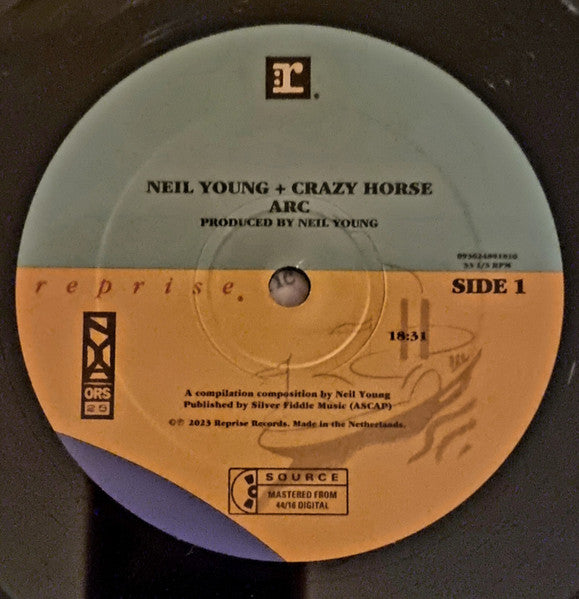 r
NEIL YOUNG + CRAZY HORSE
ARC
PRODUCED BY NEIL YOUNG
33 1/3 RPM
reprise
SIDE 1
18:31
ORS
25
A compilation composition by Neil Young
Published by Silver Fiddle Music (ASCAP)
©℗ 2023 Reprise Records. Made in the Netherlands.
SOURCE
MASTERED FROM
44/16 DIGITAL